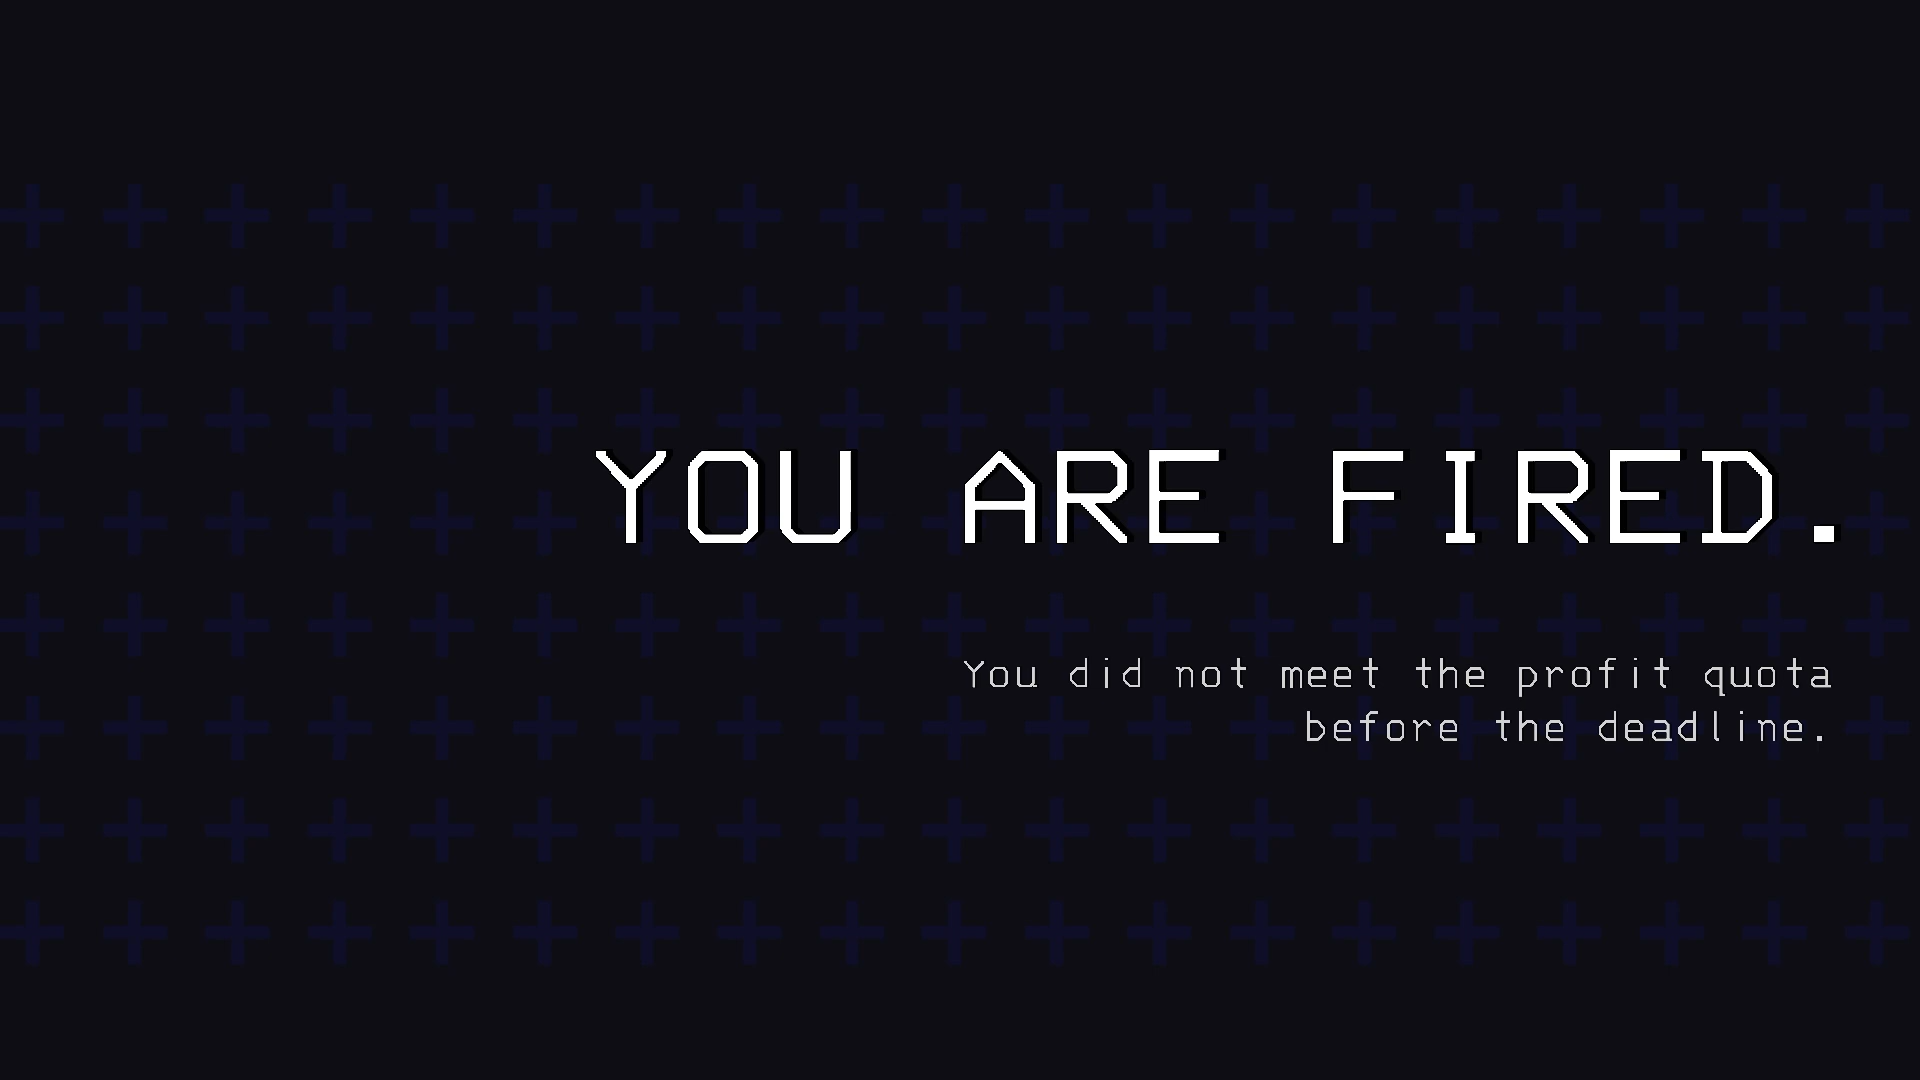 YOU ARE FIRED.
You did not meet the profit quota
before the deadline.